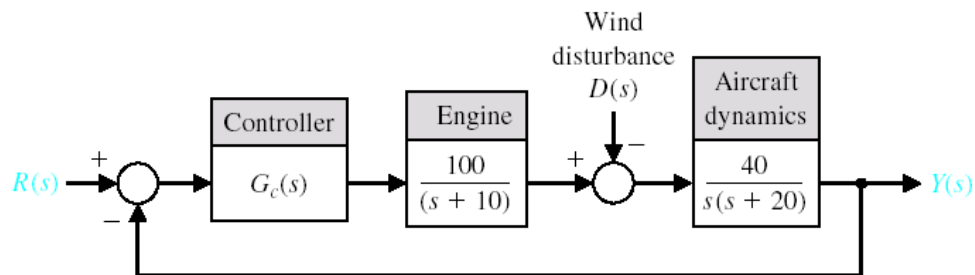 Wind
disturbance
D(s)
Aircraft
dynamics
Controller
Engine
R(s)
+
−
G_c(s)
100
(s + 10)
+
−
40
s(s + 20)
Y(s)